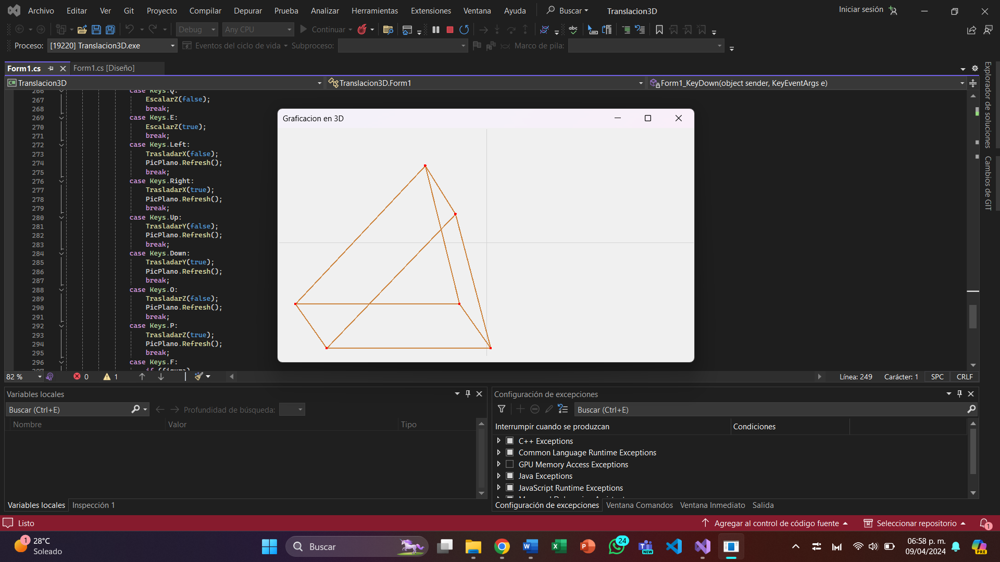 Archivo Editar Ver Git Proyecto Compilar Depurar Prueba Analizar Herramientas Extensiones Ventana Ayuda Buscar Translacion3D Iniciar sesión
Debug Any CPU Continuar
Proceso: [19220] Translacion3D.exe Eventos del ciclo de vida Subproceso: Marco de pila:
Form1.cs Form1.cs [Diseño]
C# Translacion3D Translacion3D.Form1 Form1_KeyDown(object sender, KeyEventArgs e)
266 case Keys.Q:
267 EscalarZ(false);
268 break;
269 case Keys.E:
270 EscalarZ(true);
271 break;
272 case Keys.Left:
273 TrasladarX(false);
274 PicPlano.Refresh();
275 break;
276 case Keys.Right:
277 TrasladarX(true);
278 PicPlano.Refresh();
279 break;
280 case Keys.Up:
281 TrasladarY(false);
282 PicPlano.Refresh();
283 break;
284 case Keys.Down:
285 TrasladarY(true);
286 PicPlano.Refresh();
287 break;
288 case Keys.O:
289 TrasladarZ(false);
290 PicPlano.Refresh();
291 break;
292 case Keys.P:
293 TrasladarZ(true);
294 PicPlano.Refresh();
295 break;
296 case Keys.F:
Graficacion en 3D
Explorador de soluciones
Cambios de GIT
82 % 0 1 Línea: 249 Carácter: 1 SPC CRLF
Variables locales
Buscar (Ctrl+E) Profundidad de búsqueda:
Nombre Valor Tipo
Variables locales Inspección 1
Configuración de excepciones
Buscar (Ctrl+E)
Interrumpir cuando se produzcan Condiciones
C++ Exceptions
Common Language Runtime Exceptions
GPU Memory Access Exceptions
Java Exceptions
JavaScript Runtime Exceptions
Configuración de excepciones Ventana Comandos Ventana Inmediato Salida
Listo Agregar al control de código fuente Seleccionar repositorio 1
1 28°C
Soleado
Buscar
24
NEW
06:58 p. m.
09/04/2024
PRE